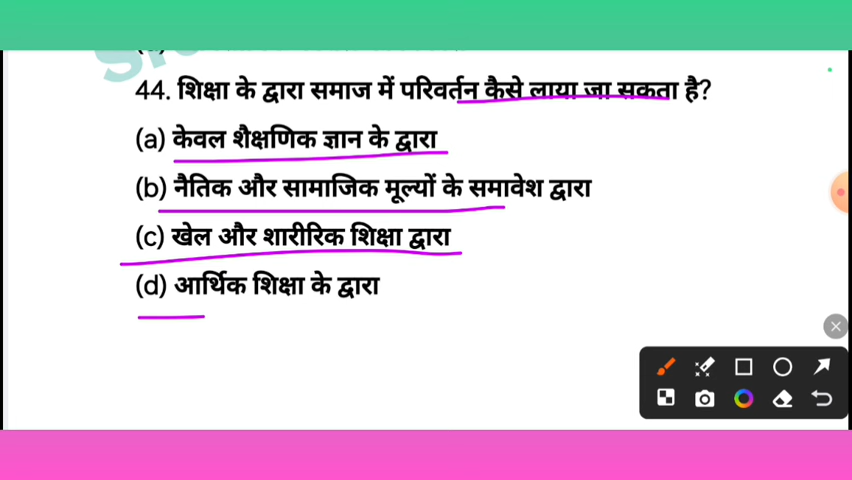 44. शिक्षा के द्वारा समाज में परिवर्तन कैसे लाया जा सकता है?
(a) केवल शैक्षणिक ज्ञान के द्वारा
(b) नैतिक और सामाजिक मूल्यों के समावेश द्वारा
(c) खेल और शारीरिक शिक्षा द्वारा
(d) आर्थिक शिक्षा के द्वारा